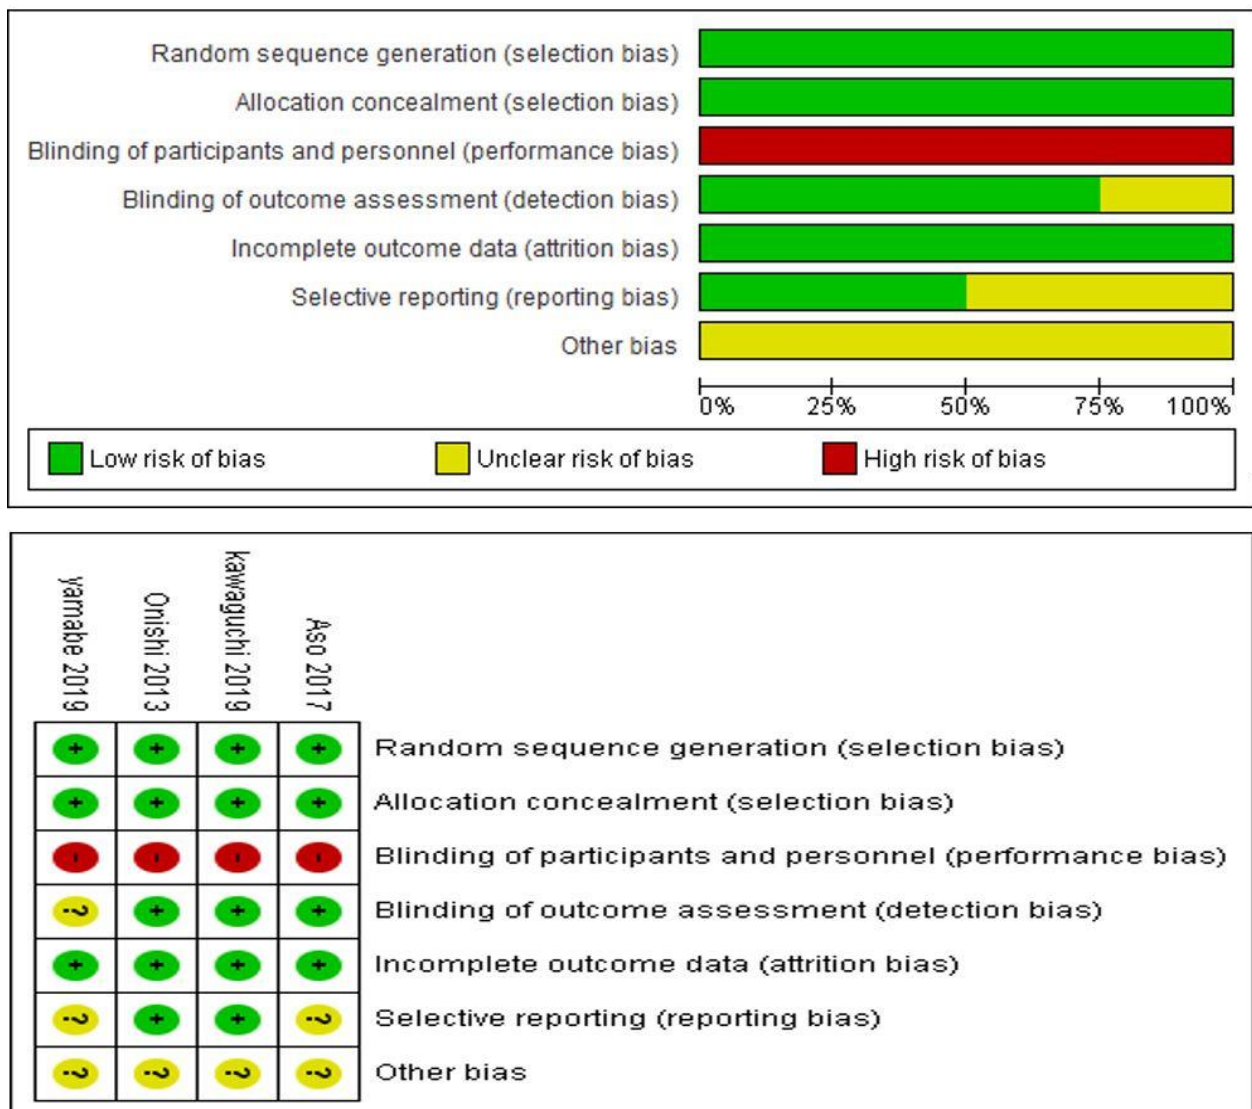 Random sequence generation (selection bias)
Allocation concealment (selection bias)
Blinding of participants and personnel (performance bias)
Blinding of outcome assessment (detection bias)
Incomplete outcome data (attrition bias)
Selective reporting (reporting bias)
Other bias
0% 25% 50% 75% 100%
Low risk of bias Unclear risk of bias High risk of bias
yamabe 2019
Onishi 2013
kawaguchi 2019
Aso 2017
+ + + + Random sequence generation (selection bias)
+ + + + Allocation concealment (selection bias)
- - - - Blinding of participants and personnel (performance bias)
? + + + Blinding of outcome assessment (detection bias)
+ + + + Incomplete outcome data (attrition bias)
? + + ? Selective reporting (reporting bias)
? ? ? ? Other bias